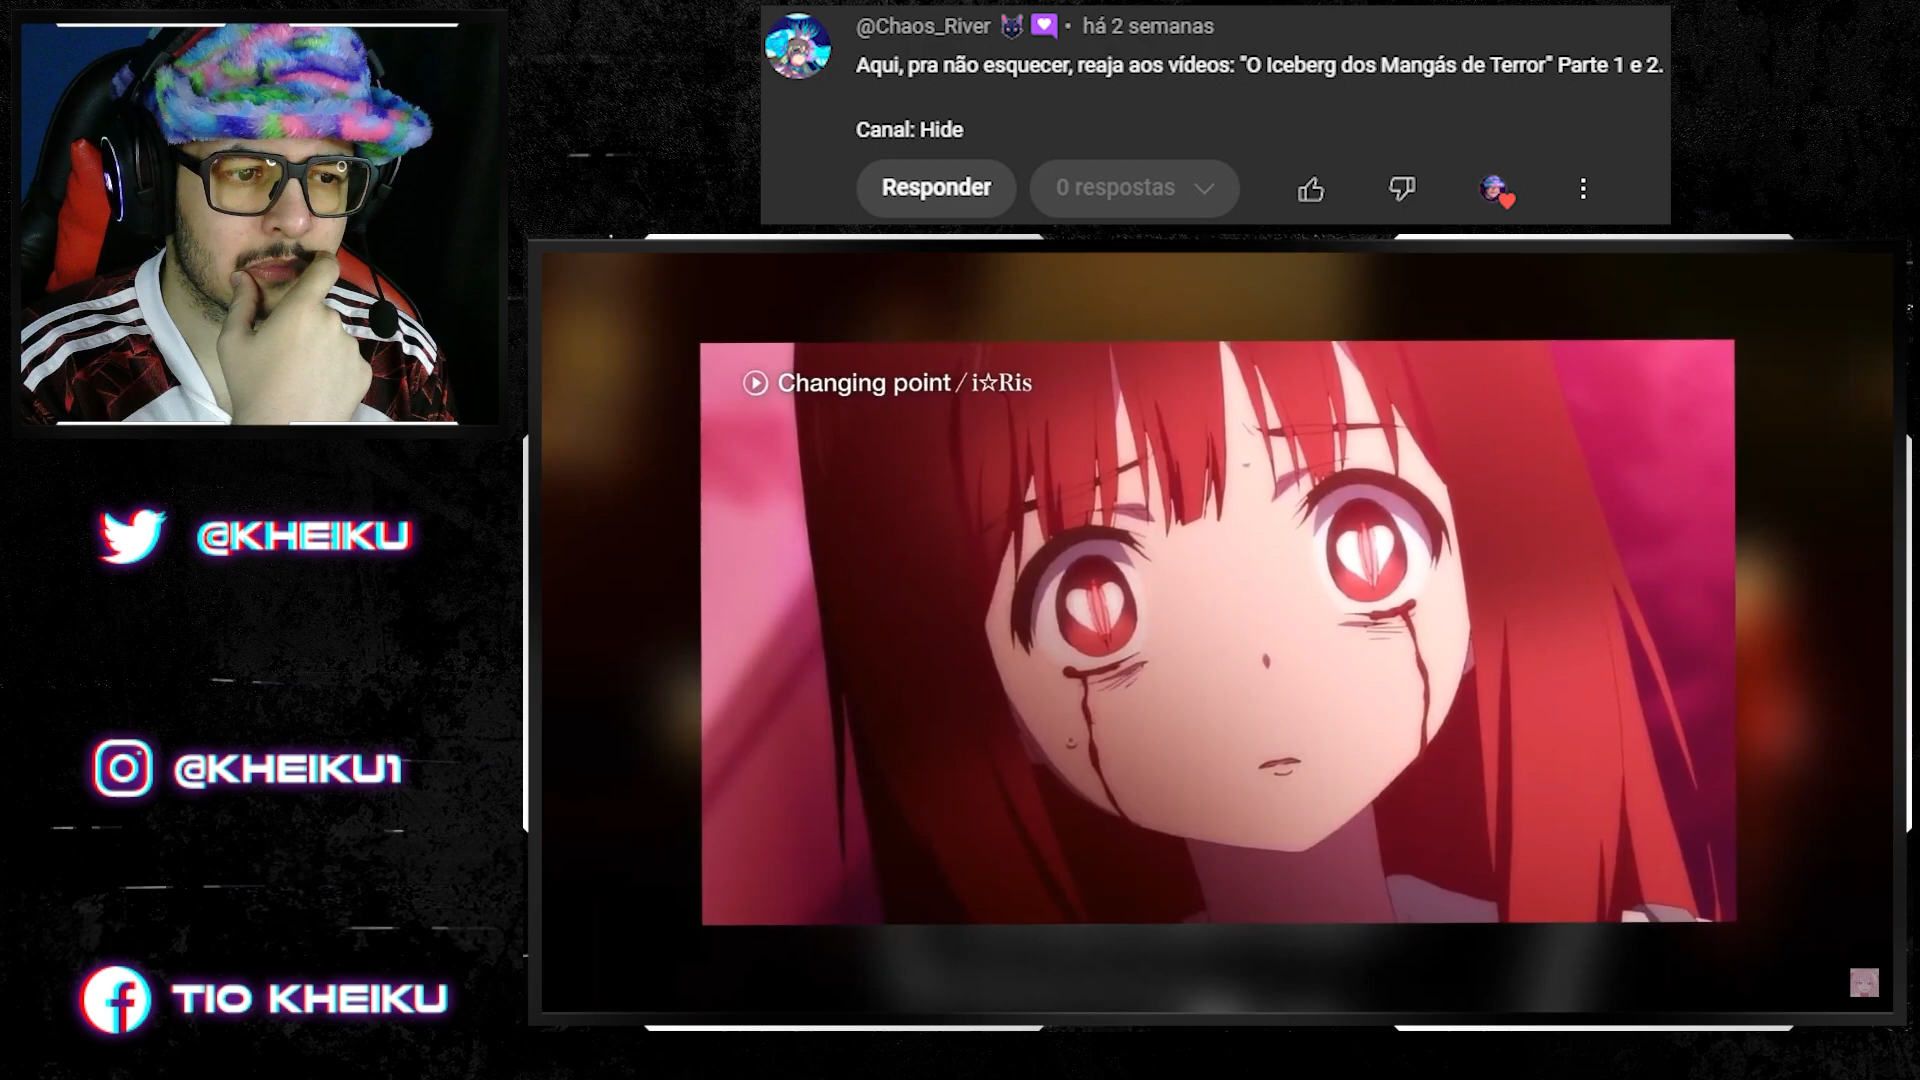 @Chaos_River • há 2 semanas
Aqui, pra não esquecer, reaja aos vídeos: "O Iceberg dos Mangás de Terror" Parte 1 e 2.
Canal: Hide
Responder
0 respostas
Changing point / i☆Ris
@KHEIKU
@KHEIKU1
TIO KHEIKU